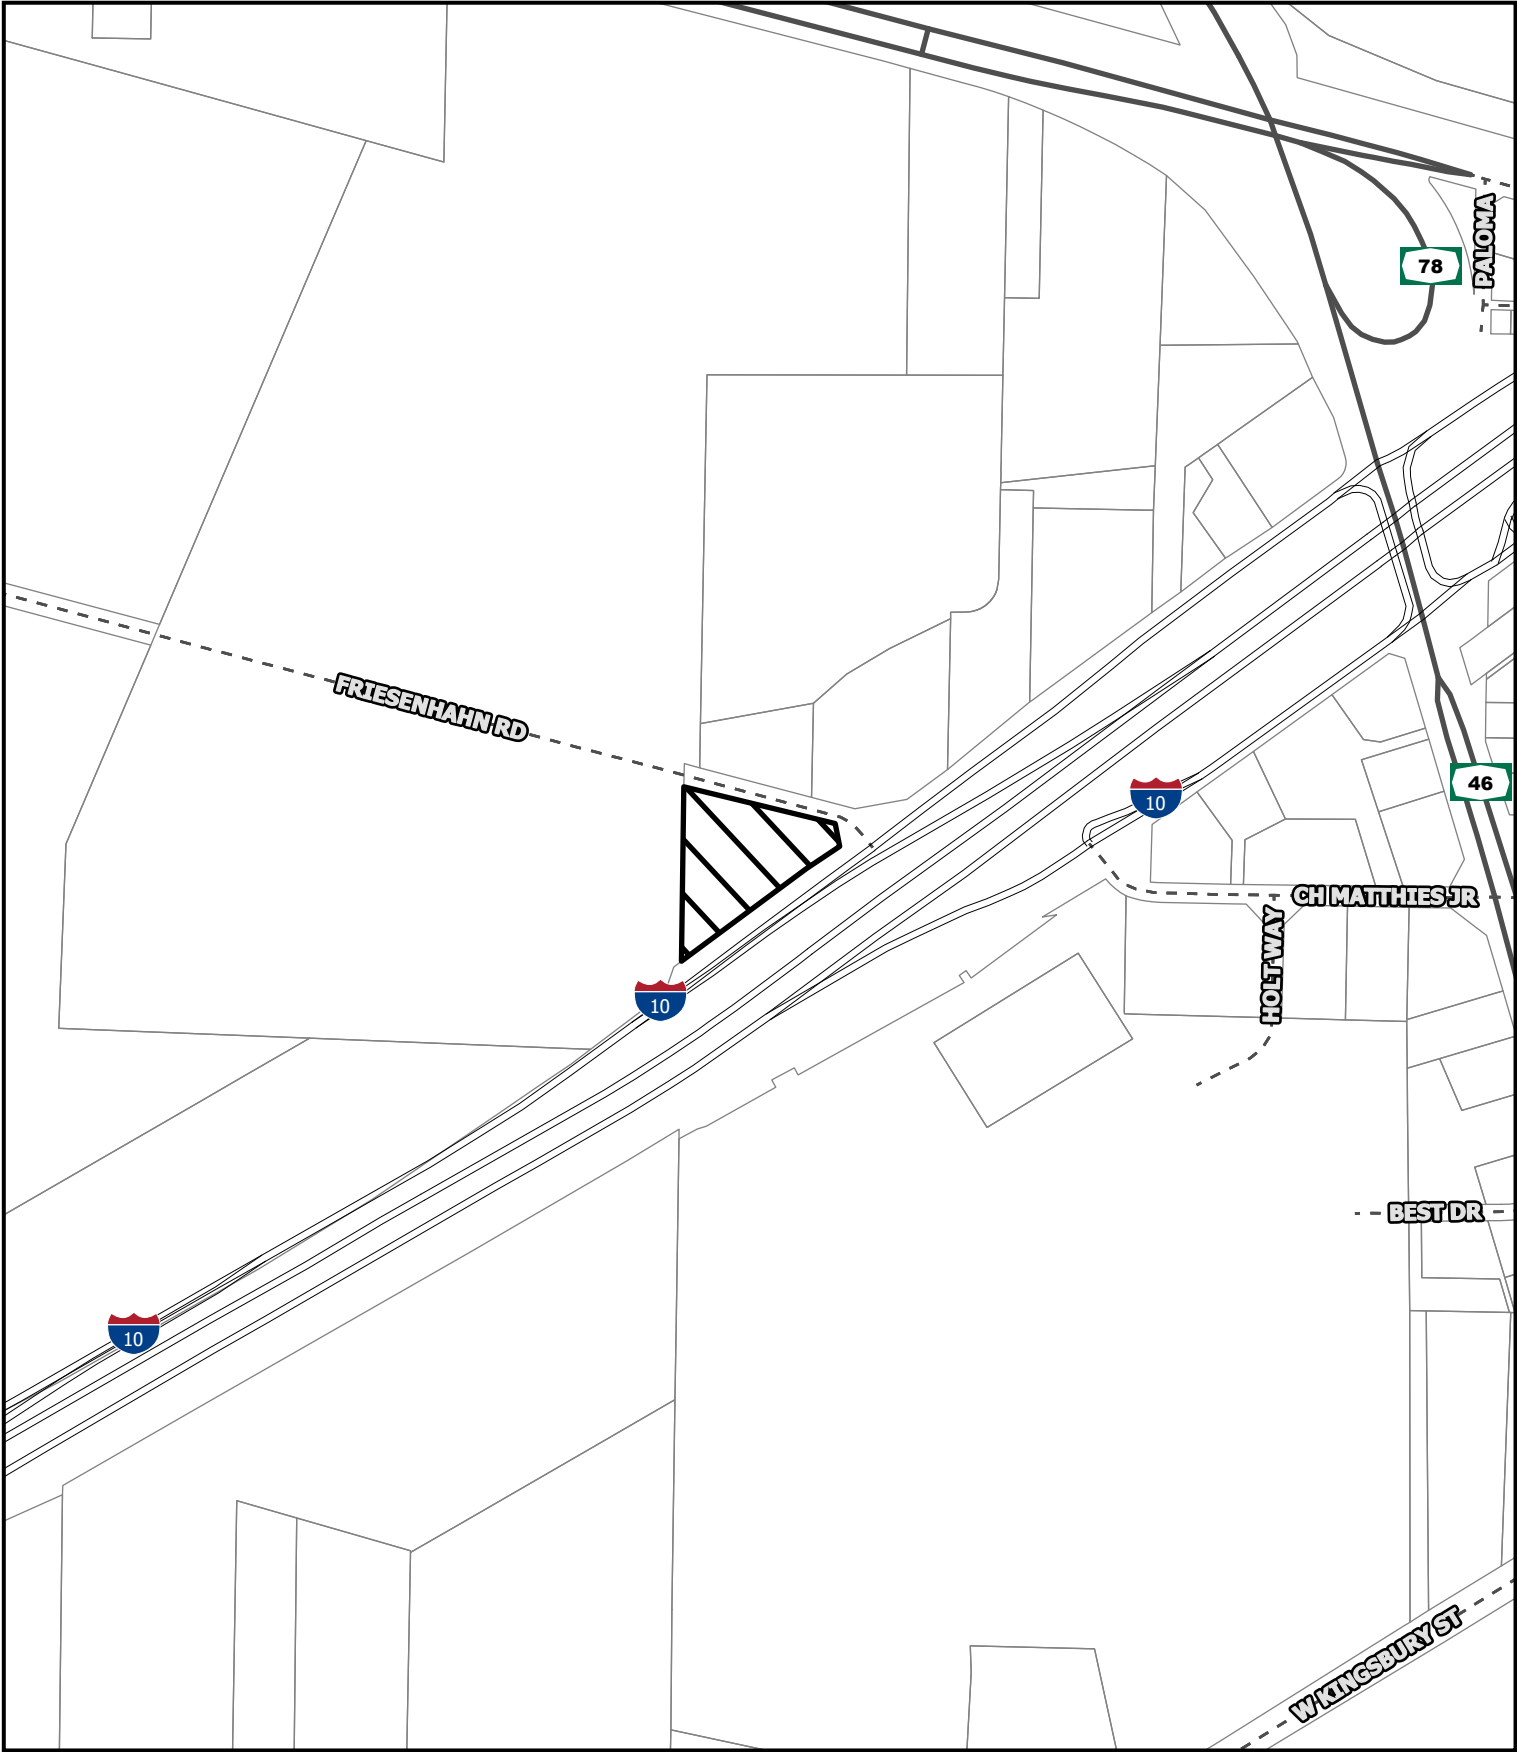 PALOMA
78
FRIESENHAHN RD
46
10
CH MATTHIES JR
HOLT WAY
10
BEST DR
10
W KINGSBURY ST